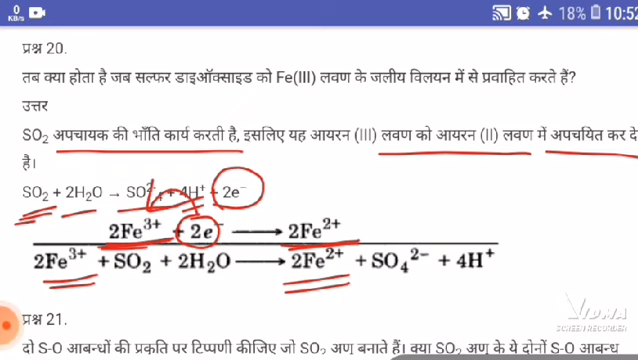 0 KB/s 18% 10:52
प्रश्न 20.
तब क्या होता है जब सल्फर डाइऑक्साइड को Fe(III) लवण के जलीय विलयन में से प्रवाहित करते हैं?
उत्तर
SO₂ अपचायक की भाँति कार्य करती है, इसलिए यह आयरन (III) लवण को आयरन (II) लवण में अपचयित कर दे
है।
SO₂ + 2H₂O → SO₄²⁻ + 4H⁺ + 2e⁻
2Fe³⁺ + 2e⁻ ⟶ 2Fe²⁺
2Fe³⁺ + SO₂ + 2H₂O ⟶ 2Fe²⁺ + SO₄²⁻ + 4H⁺
VIDMA
SCREEN RECORDER
प्रश्न 21.
दो S-O आबन्धों की प्रकृति पर टिप्पणी कीजिए जो SO₂ अणु बनाते हैं। क्या SO₂ अणु के ये दोनों S-O आबन्ध